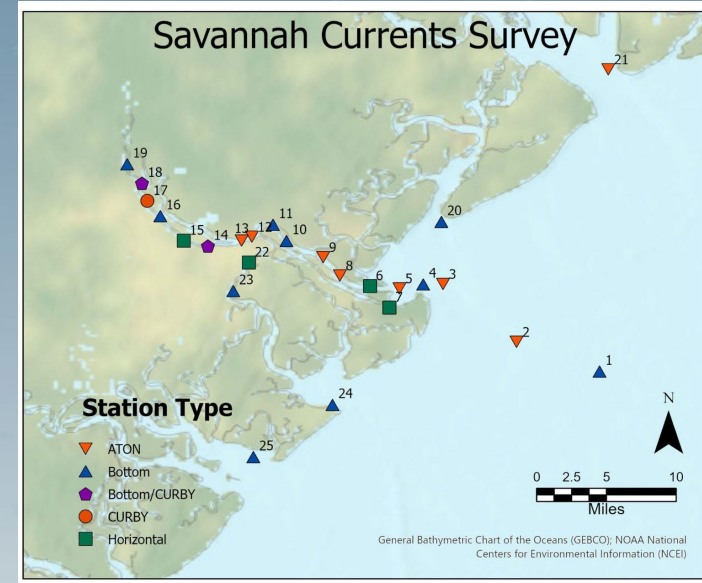 Savannah Currents Survey
21
19
18
17
16
15
14
13
12
11
10
22
23
9
8
20
6
7
5
4
3
2
1
24
25
N
Station Type
ATON
Bottom
Bottom/CURBY
CURBY
Horizontal
0 2.5 5 10
Miles
General Bathymetric Chart of the Oceans (GEBCO); NOAA National
Centers for Environmental Information (NCEI)